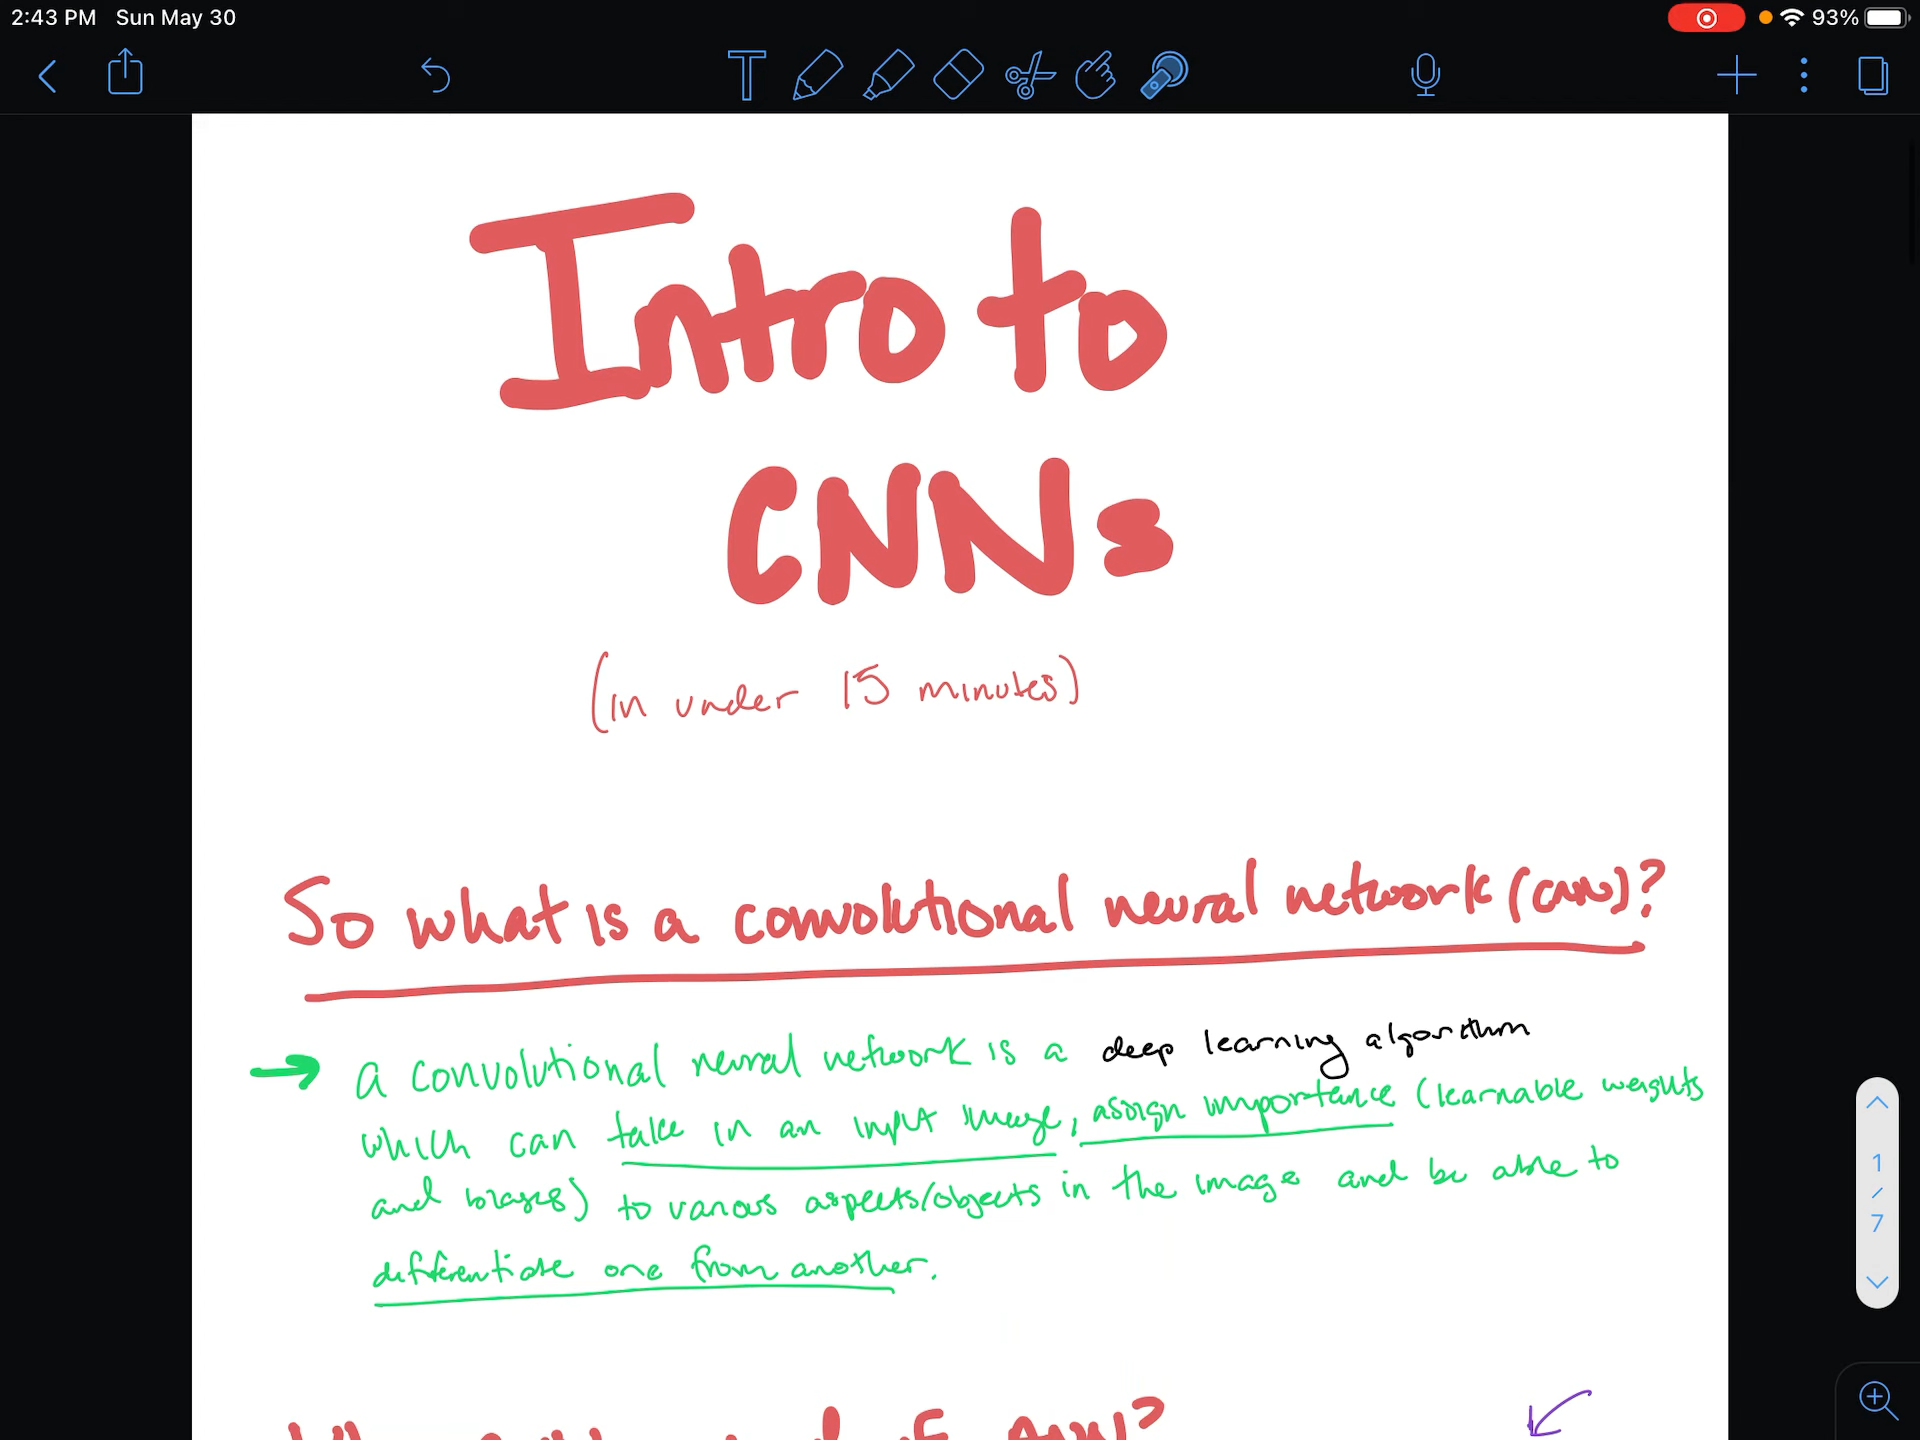 2:43 PM Sun May 30
93%
T
Intro to
CNNs
(in under 15 minutes)
So what is a convolutional neural network (CNN)?
→ a convolutional neural network is a deep learning algorithm
which can take in an input image, assign importance (learnable weights
and biases) to various aspects/objects in the image and be able to
differentiate one from another.
1
/
7